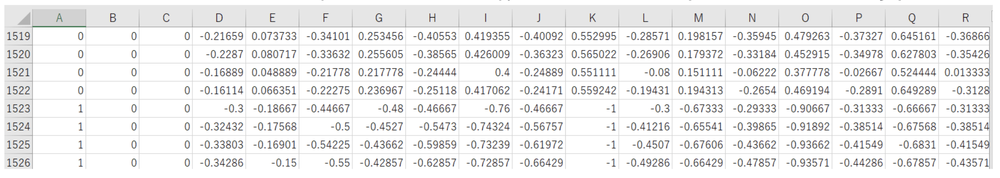 A B C D E F G H I J K L M N O P Q R
1519 0 0 0 -0.21659 0.073733 -0.34101 0.253456 -0.40553 0.419355 -0.40092 0.552995 -0.28571 0.198157 -0.35945 0.479263 -0.37327 0.645161 -0.36866
1520 0 0 0 -0.2287 0.080717 -0.33632 0.255605 -0.38565 0.426009 -0.36323 0.565022 -0.26906 0.179372 -0.33184 0.452915 -0.34978 0.627803 -0.35426
1521 0 0 0 -0.16889 0.048889 -0.21778 0.217778 -0.24444 0.4 -0.24889 0.551111 -0.08 0.151111 -0.06222 0.377778 -0.02667 0.524444 0.013333
1522 0 0 0 -0.16114 0.066351 -0.22275 0.236967 -0.25118 0.417062 -0.24171 0.559242 -0.19431 0.194313 -0.2654 0.469194 -0.2891 0.649289 -0.3128
1523 1 0 0 -0.3 -0.18667 -0.44667 -0.48 -0.46667 -0.76 -0.46667 -1 -0.3 -0.67333 -0.29333 -0.90667 -0.31333 -0.66667 -0.31333
1524 1 0 0 -0.32432 -0.17568 -0.5 -0.4527 -0.5473 -0.74324 -0.56757 -1 -0.41216 -0.65541 -0.39865 -0.91892 -0.38514 -0.67568 -0.38514
1525 1 0 0 -0.33803 -0.16901 -0.54225 -0.43662 -0.59859 -0.73239 -0.61972 -1 -0.4507 -0.67606 -0.43662 -0.93662 -0.41549 -0.6831 -0.41549
1526 1 0 0 -0.34286 -0.15 -0.55 -0.42857 -0.62857 -0.72857 -0.66429 -1 -0.49286 -0.66429 -0.47857 -0.93571 -0.44286 -0.67857 -0.43571